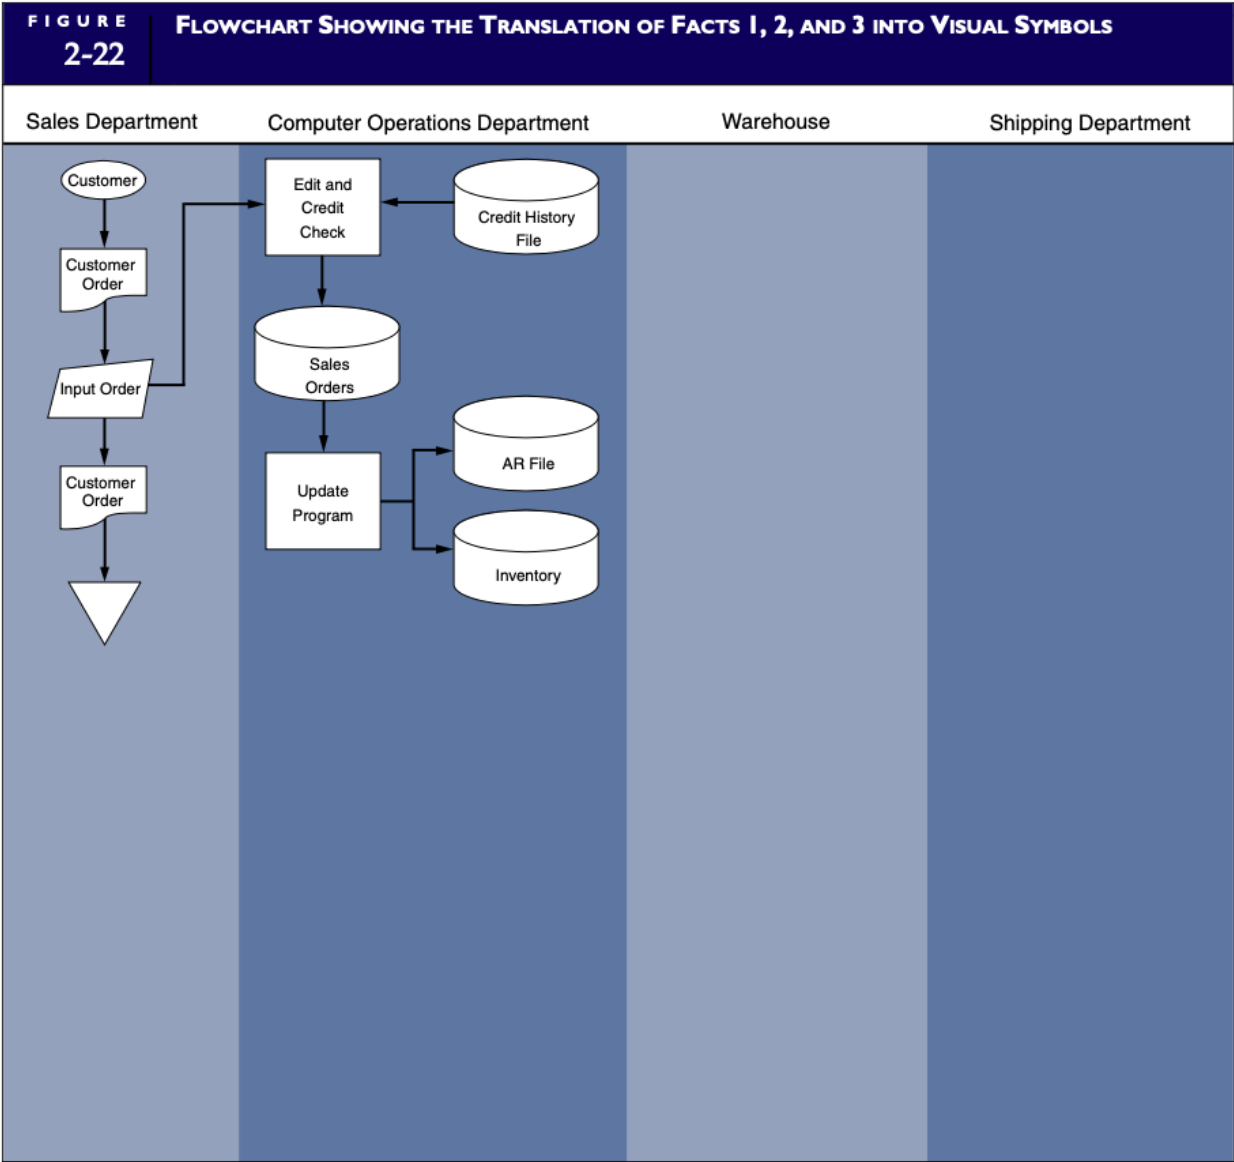 FIGURE
2-22
FLOWCHART SHOWING THE TRANSLATION OF FACTS 1, 2, AND 3 INTO VISUAL SYMBOLS
Sales Department
Computer Operations Department
Warehouse
Shipping Department
Customer
Customer
Order
Input Order
Customer
Order
Edit and
Credit
Check
Credit History
File
Sales
Orders
Update
Program
AR File
Inventory